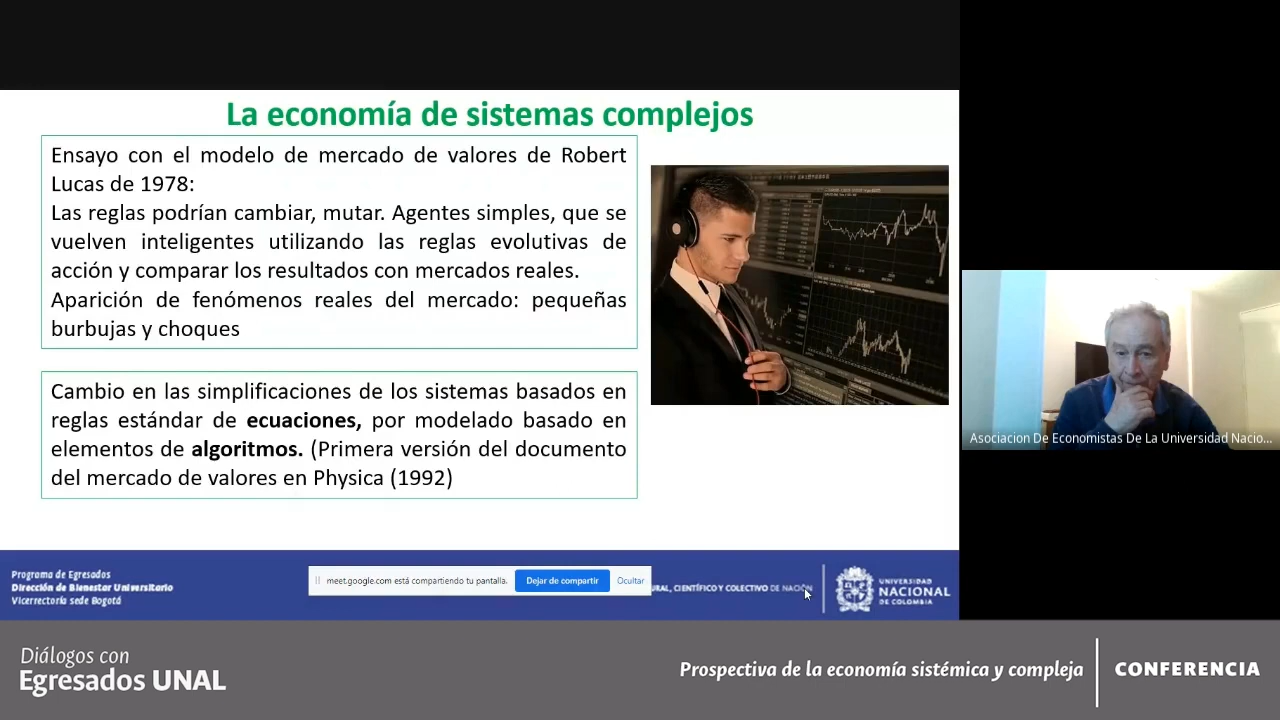 La economía de sistemas complejos
Ensayo con el modelo de mercado de valores de Robert
Lucas de 1978:
Las reglas podrían cambiar, mutar. Agentes simples, que se
vuelven inteligentes utilizando las reglas evolutivas de
acción y comparar los resultados con mercados reales.
Aparición de fenómenos reales del mercado: pequeñas
burbujas y choques
Cambio en las simplificaciones de los sistemas basados en
reglas estándar de ecuaciones, por modelado basado en
elementos de algoritmos. (Primera versión del documento
del mercado de valores en Physica (1992)
Asociacion De Economistas De La Universidad Nacio...
Programa de Egresados
Dirección de Bienestar Universitario
Vicerrectoría sede Bogotá
meet.google.com está compartiendo tu pantalla.
Dejar de compartir
Ocultar
CIENTÍFICO Y COLECTIVO DE NACIÓN
UNIVERSIDAD
NACIONAL
DE COLOMBIA
Diálogos con
Egresados UNAL
Prospectiva de la economía sistémica y compleja
CONFERENCIA